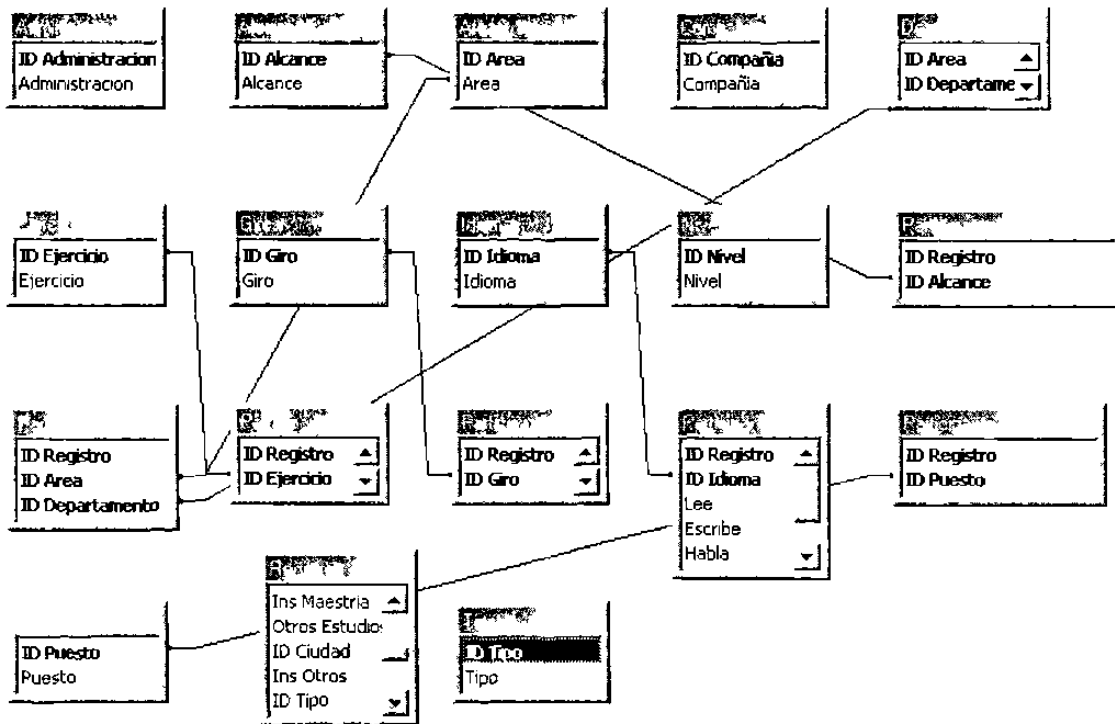 ID Administracion
Administracion
ID Alcance
Alcance
ID Area
Area
ID Compañia
Compañia
ID Area
ID Departame
ID Ejercicio
Ejercicio
ID Giro
Giro
ID Idioma
Idioma
ID Nivel
Nivel
ID Registro
ID Alcance
ID Registro
ID Area
ID Departamento
ID Registro
ID Ejercicio
ID Registro
ID Giro
ID Registro
ID Idioma
Lee
Escribe
Habla
ID Registro
ID Puesto
ID Puesto
Puesto
Ins Maestria
Otros Estudios
ID Ciudad
Ins Otros
ID Tipo
ID Tipo
Tipo